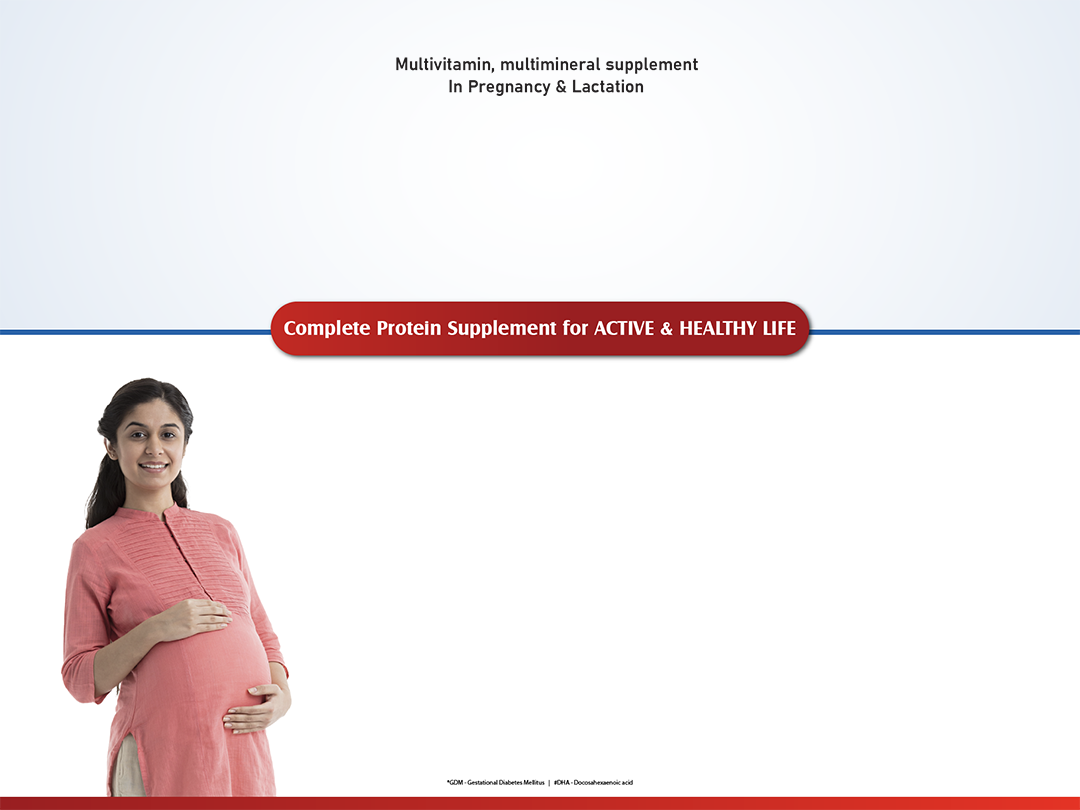 Multivitamin, multimineral supplement
In Pregnancy & Lactation
Complete Protein Supplement for ACTIVE & HEALTHY LIFE
*GDM - Gestational Diabetes Mellitus | #DHA - Docosahexaenoic acid